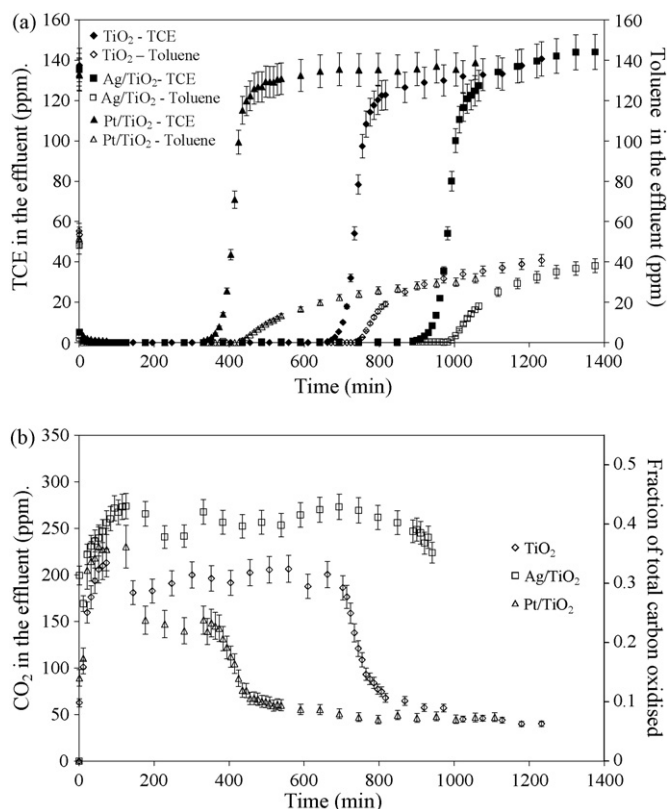 (a) 160 160
140 140
120 120
100 100
80 80
60 60
40 40
20 20
0 0
TiO2 - TCE
TiO2 – Toluene
Ag/TiO2- TCE
Ag/TiO2 - Toluene
Pt/TiO2 - TCE
Pt/TiO2 - Toluene
TCE in the effluent (ppm).
Toluene in the effluent
(ppm)
0 200 400 600 800 1000 1200 1400
Time (min)
(b) 350
300
250
200
150
100
50
0
0.5
0.4
0.3
0.2
0.1
0
TiO2
Ag/TiO2
Pt/TiO2
CO2 in the effluent (ppm).
Fraction of total carbon
oxidised
0 200 400 600 800 1000 1200 1400
Time (min)